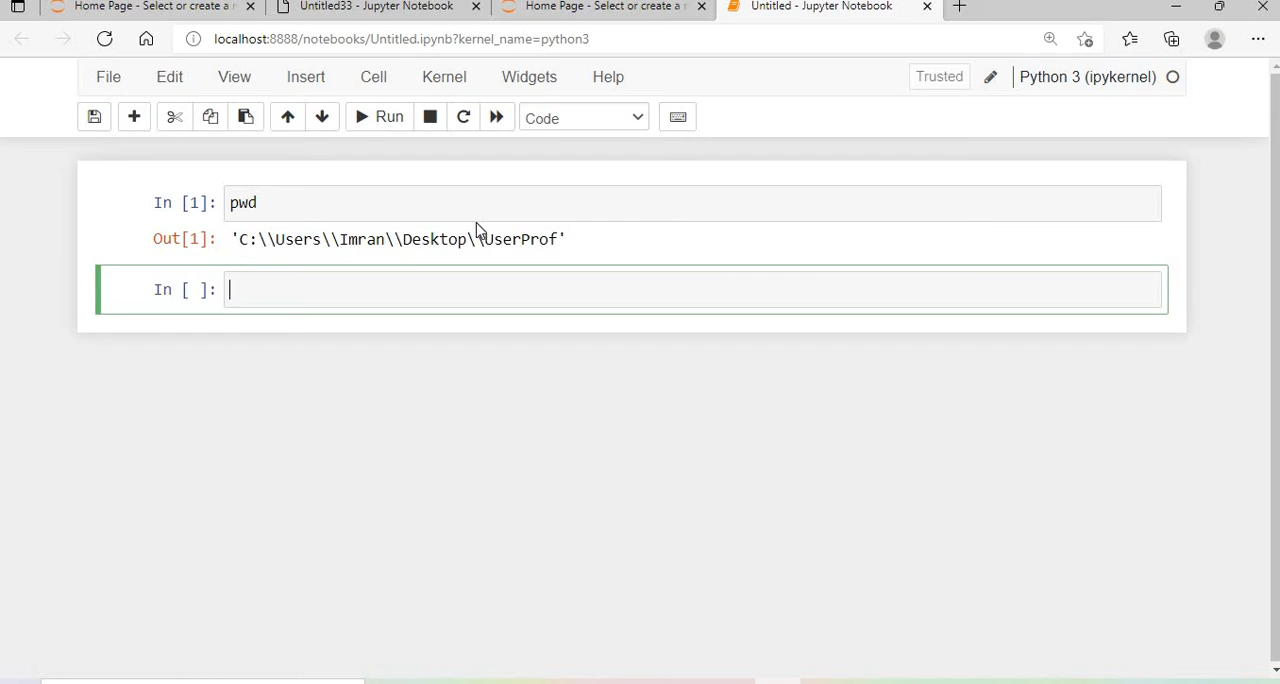 Home Page - Select or create a
Untitled33 - Jupyter Notebook
Home Page - Select or create a
Untitled - Jupyter Notebook
localhost:8888/notebooks/Untitled.ipynb?kernel_name=python3
File Edit View Insert Cell Kernel Widgets Help
Trusted
Python 3 (ipykernel)
Run
Code
In [1]: pwd
Out[1]: 'C:\\Users\\Imran\\Desktop\\UserProf'
In [ ]: